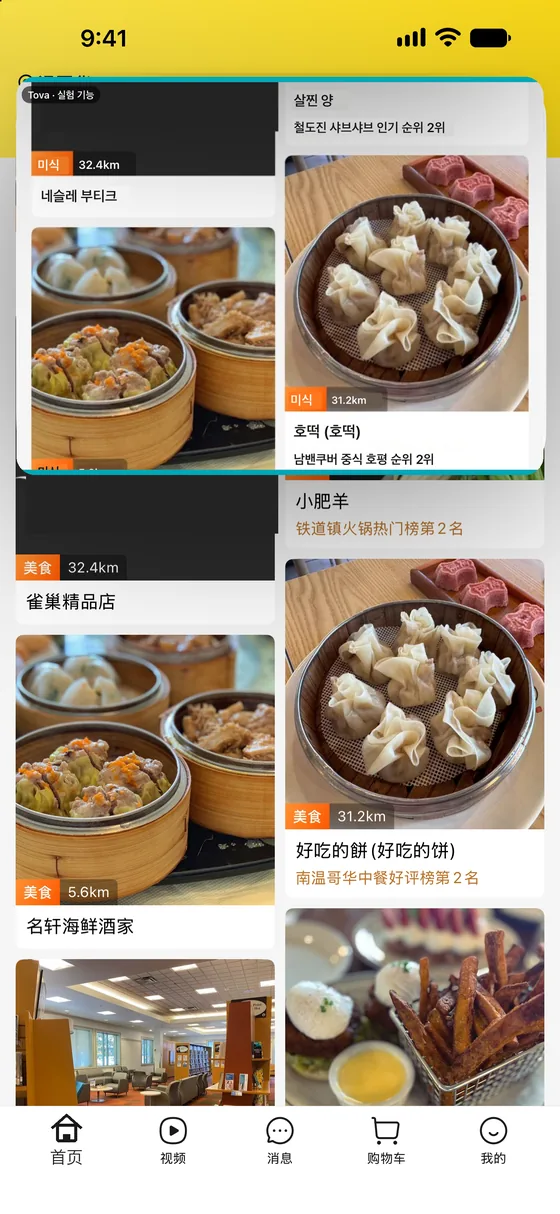 9:41
Tova · 실험 기능
살찐 양
철도진 샤브샤브 인기 순위 2위
미식 32.4km
네슬레 부티크
미식 31.2km
호떡 (호떡)
남밴쿠버 중식 호평 순위 2위
小肥羊
铁道镇火锅热门榜第2名
美食 32.4km
雀巢精品店
美食 31.2km
好吃的餅 (好吃的饼)
南温哥华中餐好评榜第2名
美食 5.6km
名轩海鲜酒家
首页
视频
消息
购物车
我的